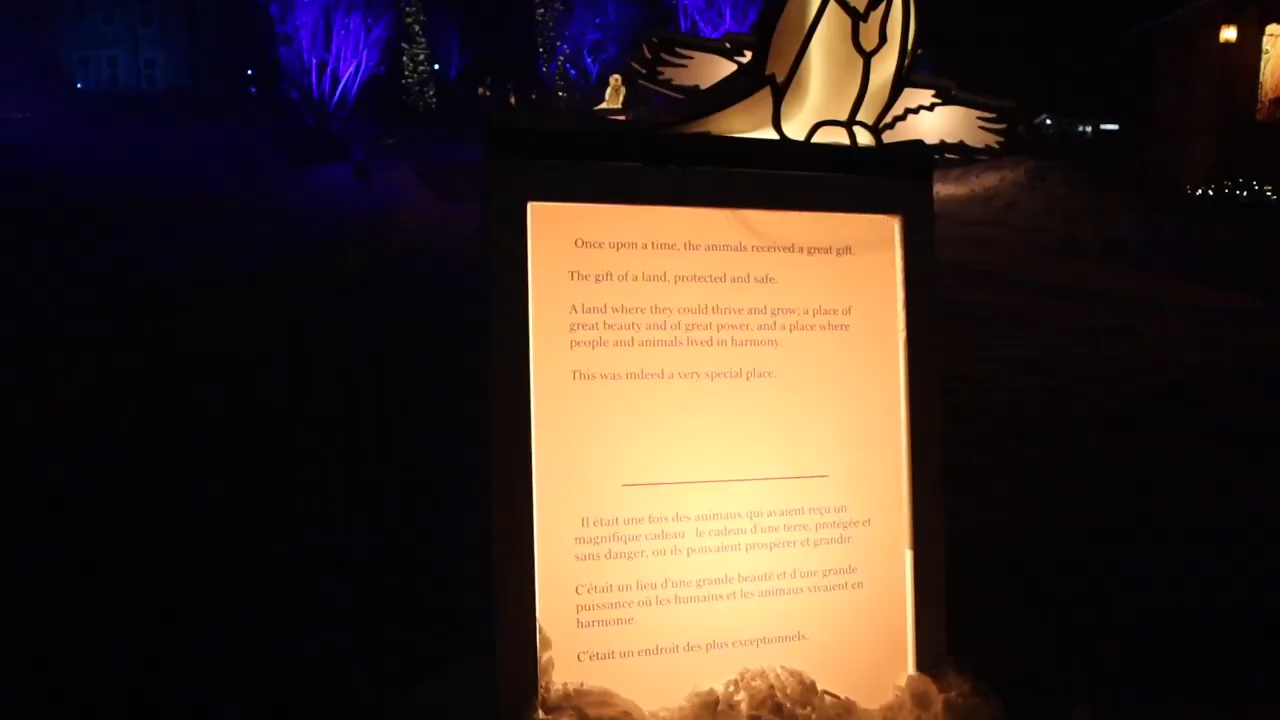 Once upon a time, the animals received a great gift.
The gift of a land, protected and safe.
A land where they could thrive and grow; a place of
great beauty and of great power, and a place where
people and animals lived in harmony.
This was indeed a very special place.
Il était une fois des animaux qui avaient reçu un
magnifique cadeau : le cadeau d'une terre, protégée et
sans danger, où ils pouvaient prospérer et grandir.
C'était un lieu d'une grande beauté et d'une grande
puissance où les humains et les animaux vivaient en
harmonie.
C'était un endroit des plus exceptionnels.